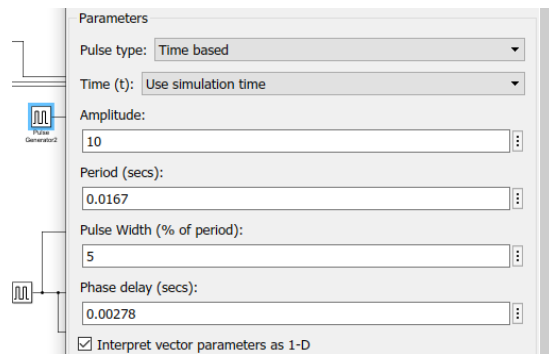 Parameters
Pulse type: Time based
Time (t): Use simulation time
Pulse
Generator2
Amplitude:
10
Period (secs):
0.0167
Pulse Width (% of period):
5
Phase delay (secs):
0.00278
Interpret vector parameters as 1-D